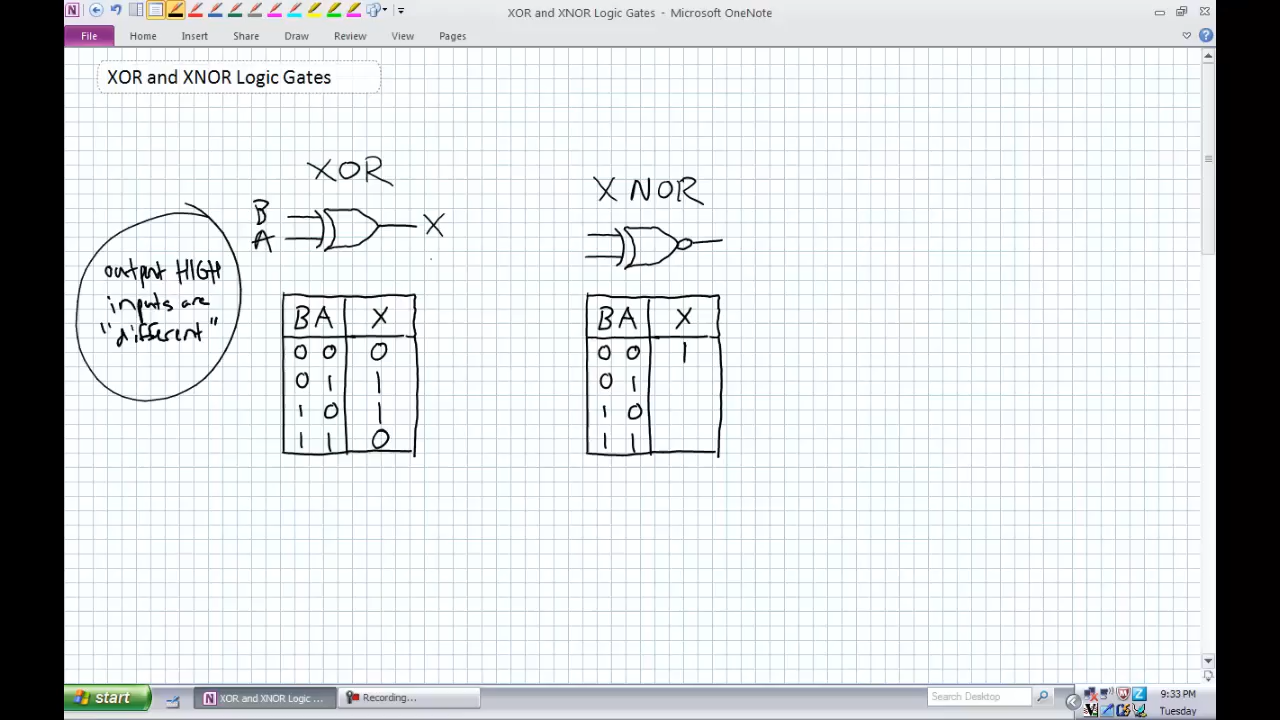 XOR and XNOR Logic Gates - Microsoft OneNote
File Home Insert Share Draw Review View Pages
XOR and XNOR Logic Gates
XOR
B
A
X
output HIGH
inputs are
"different"
B A X
0 0 0
0 1 1
1 0 1
1 1 0
X NOR
B A X
0 0 1
0 1
1 0
1 1
start
XOR and XNOR Logic ...
Recording...
Search Desktop
9:33 PM
Tuesday